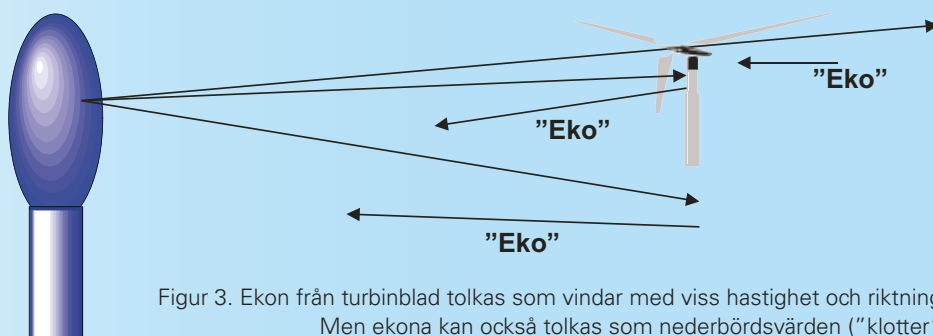 "Eko"
"Eko"
"Eko"
Figur 3. Ekon från turbinblad tolkas som vindar med viss hastighet och riktning
Men ekona kan också tolkas som nederbördsvärden ("klotter